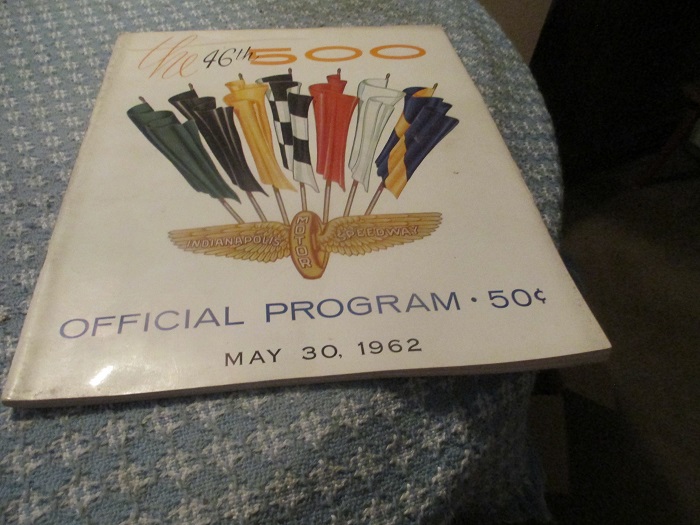 the 46th 500
INDIANAPOLIS MOTOR SPEEDWAY
OFFICIAL PROGRAM • 50¢
MAY 30, 1962